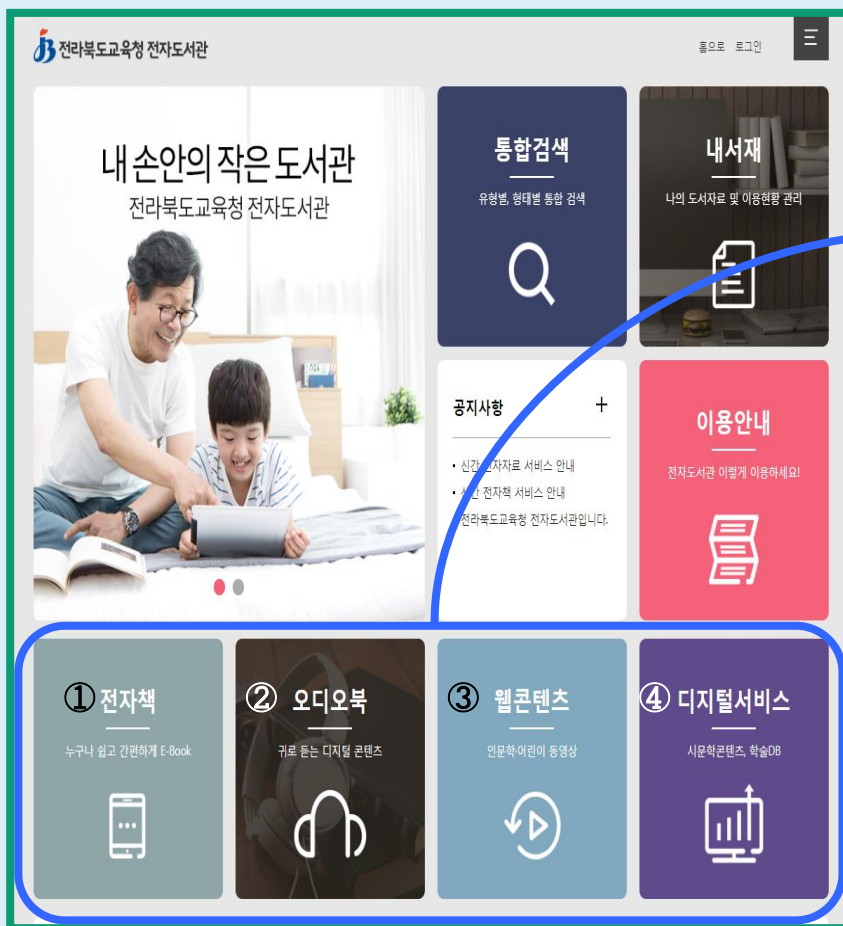 전라북도교육청 전자도서관
홈으로 로그인
내 손안의 작은 도서관
전라북도교육청 전자도서관
통합검색
유형별, 형태별 통합 검색
내서재
나의 도서자료 및 이용현황 관리
공지사항 +
• 신간 전자자료 서비스 안내
전자책 서비스 안내
전라북도교육청 전자도서관입니다.
이용안내
전자도서관 이렇게 이용하세요!
① 전자책
누구나 쉽고 간편하게 E-Book
② 오디오북
귀로 듣는 디지털 콘텐츠
③ 웹콘텐츠
인문학·어린이 동영상
④ 디지털서비스
시문학콘텐츠, 학술DB